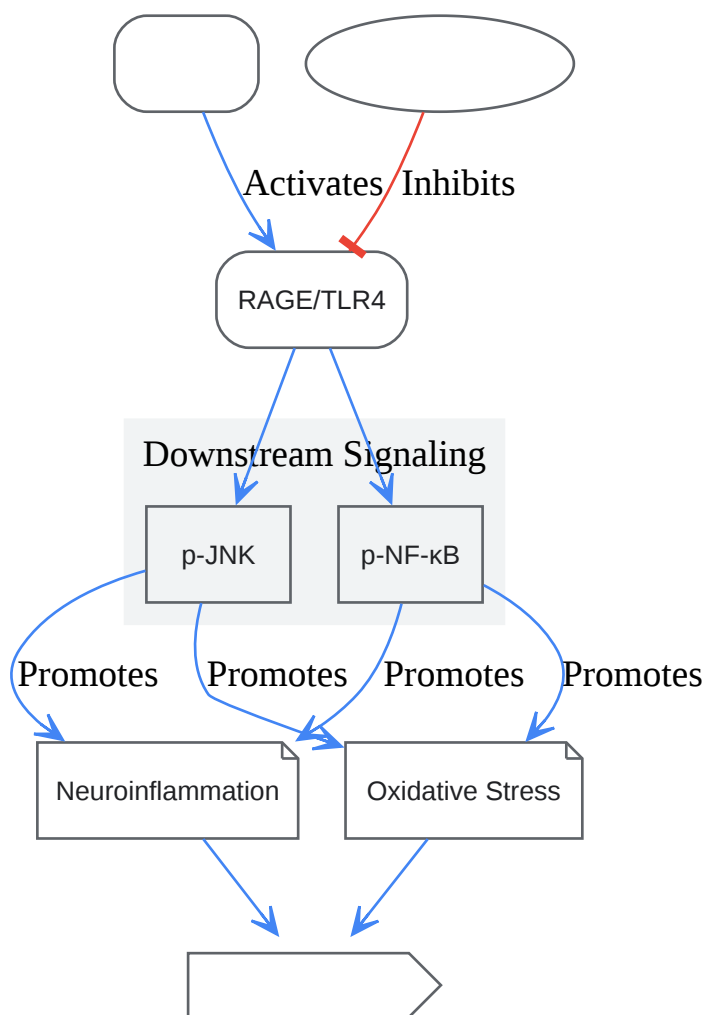 Activates
Inhibits
RAGE/TLR4
Downstream Signaling
p-JNK
p-NF-κB
Promotes
Promotes
Promotes
Promotes
Neuroinflammation
Oxidative Stress